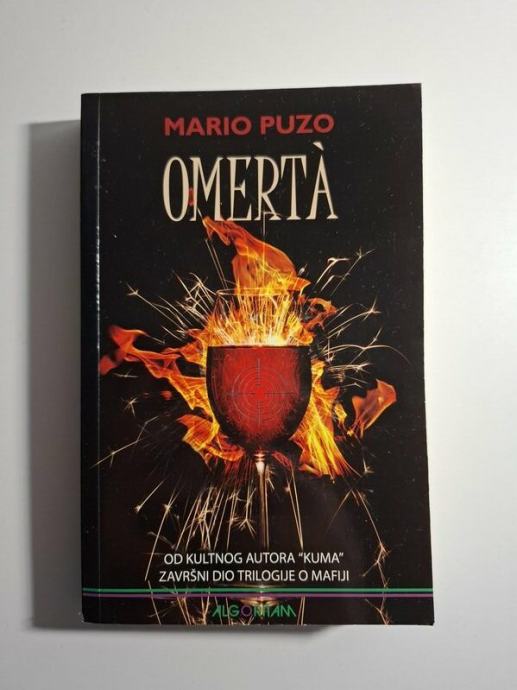 MARIO PUZO
OMERTÀ
OD KULTNOG AUTORA "KUMA"
ZAVRŠNI DIO TRILOGIJE O MAFIJI
ALGORITAM